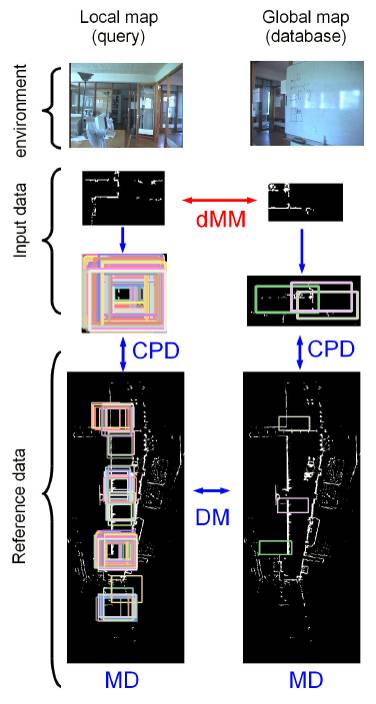 Local map
(query)
Global map
(database)
environment
Input data
dMM
CPD
CPD
Reference data
DM
MD
MD